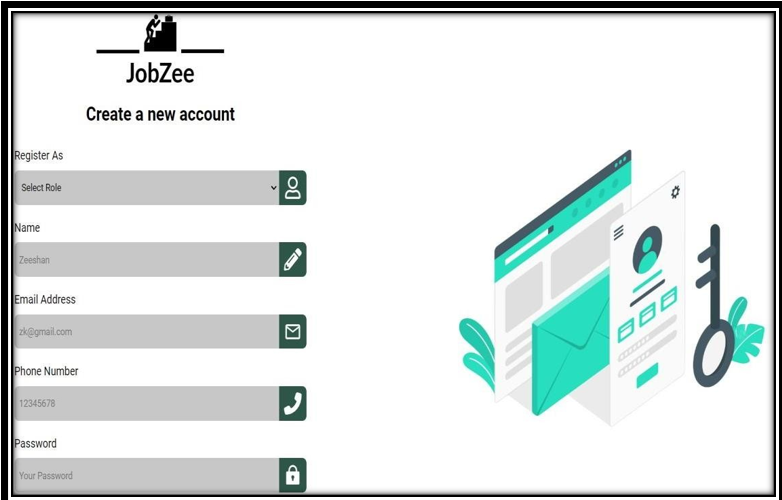 JobZee
Create a new account
Register As
Select Role
Name
Zeeshan
Email Address
zk@gmail.com
Phone Number
12345678
Password
Your Password